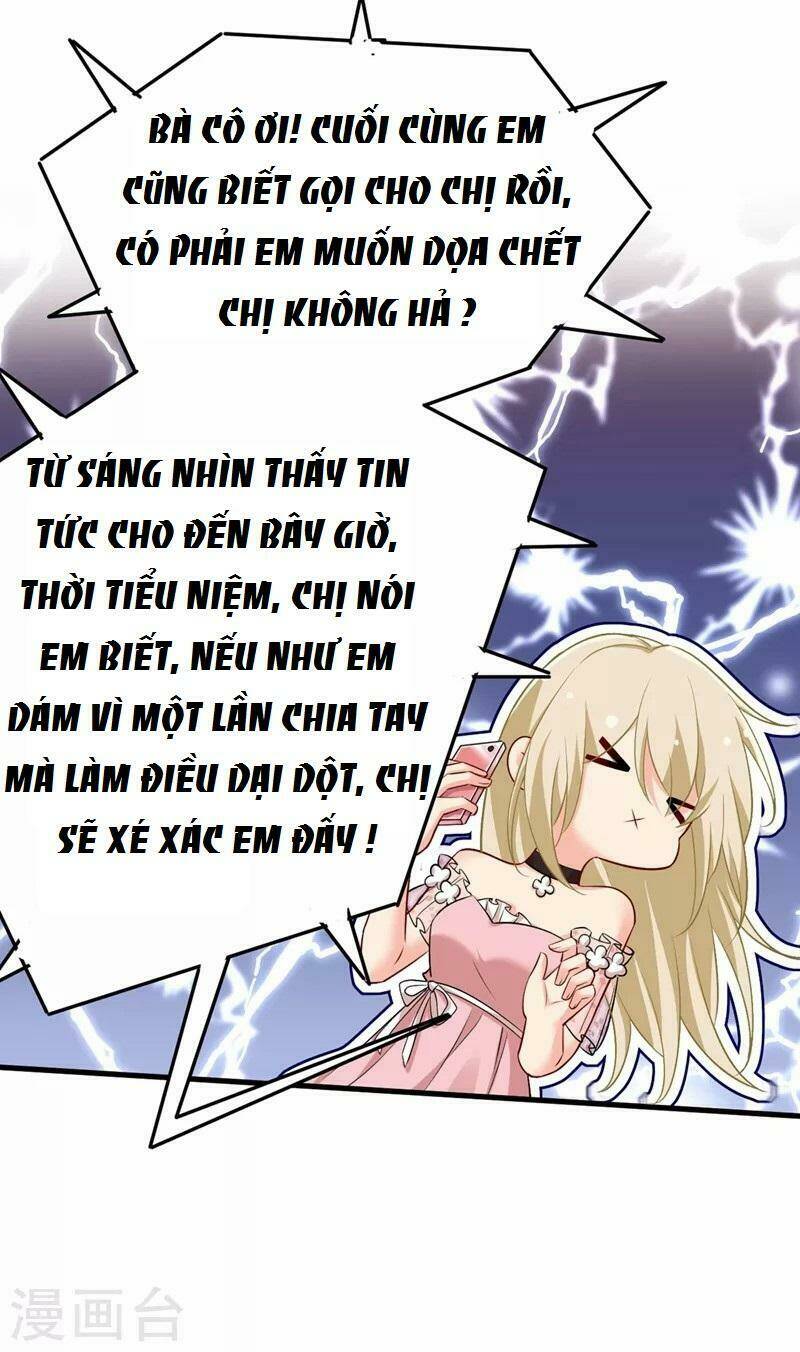 BÀ CÔ ƠI! CUỐI CÙNG EM
CŨNG BIẾT GỌI CHO CHỊ RỒI,
CÓ PHẢI EM MUỐN DỌA CHẾT
CHỊ KHÔNG HẢ ?
TỪ SÁNG NHÌN THẤY TIN
TỨC CHO ĐẾN BÂY GIỜ,
THỜI TIỂU NIỆM, CHỊ NÓI
EM BIẾT, NẾU NHƯ EM
DÁM VÌ MỘT LẦN CHIA TAY
MÀ LÀM ĐIỀU DẠI DỘT, CHỊ
SẼ XÉ XÁC EM ĐẤY !
漫画台